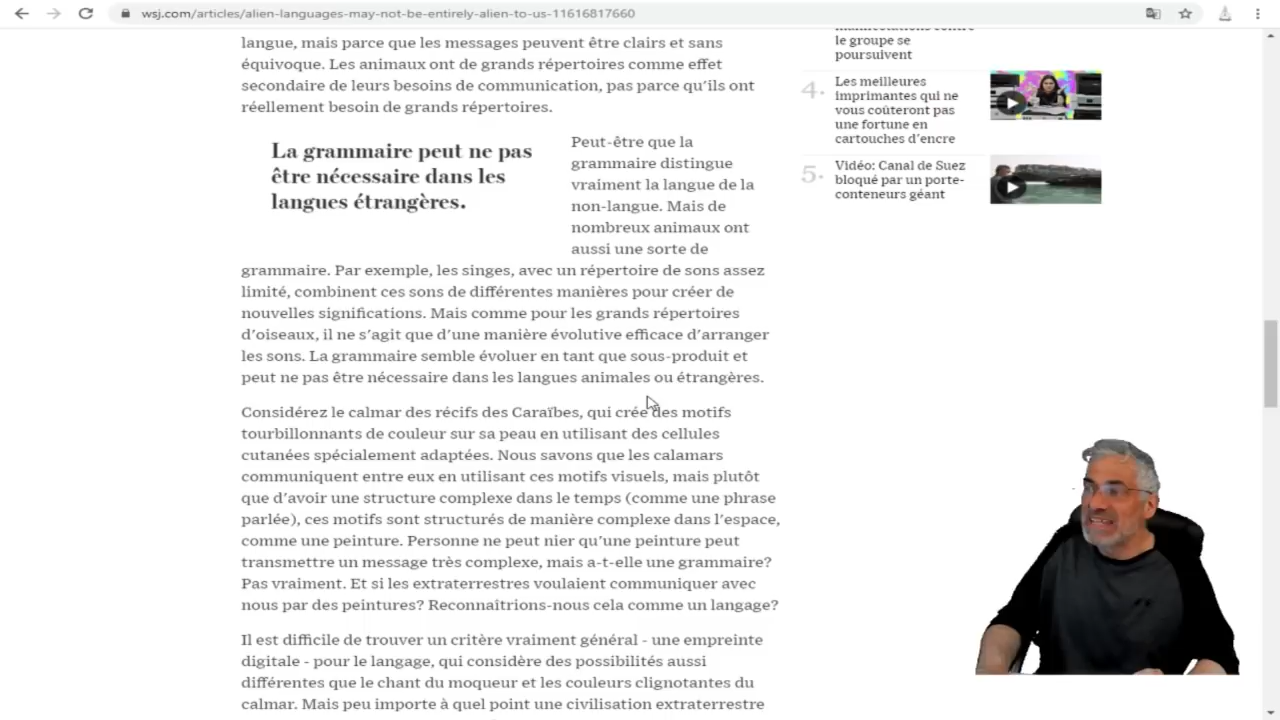 wsj.com/articles/alien-languages-may-not-be-entirely-alien-to-us-11616817660
langue, mais parce que les messages peuvent être clairs et sans
équivoque. Les animaux ont de grands répertoires comme effet
secondaire de leurs besoins de communication, pas parce qu'ils ont
réellement besoin de grands répertoires.
La grammaire peut ne pas
être nécessaire dans les
langues étrangères.
Peut-être que la
grammaire distingue
vraiment la langue de la
non-langue. Mais de
nombreux animaux ont
aussi une sorte de
grammaire. Par exemple, les singes, avec un répertoire de sons assez
limité, combinent ces sons de différentes manières pour créer de
nouvelles significations. Mais comme pour les grands répertoires
d'oiseaux, il ne s'agit que d'une manière évolutive efficace d'arranger
les sons. La grammaire semble évoluer en tant que sous-produit et
peut ne pas être nécessaire dans les langues animales ou étrangères.
Considérez le calmar des récifs des Caraïbes, qui crée des motifs
tourbillonnants de couleur sur sa peau en utilisant des cellules
cutanées spécialement adaptées. Nous savons que les calamars
communiquent entre eux en utilisant ces motifs visuels, mais plutôt
que d'avoir une structure complexe dans le temps (comme une phrase
parlée), ces motifs sont structurés de manière complexe dans l'espace,
comme une peinture. Personne ne peut nier qu'une peinture peut
transmettre un message très complexe, mais a-t-elle une grammaire?
Pas vraiment. Et si les extraterrestres voulaient communiquer avec
nous par des peintures? Reconnaîtrions-nous cela comme un langage?
Il est difficile de trouver un critère vraiment général - une empreinte
digitale - pour le langage, qui considère des possibilités aussi
différentes que le chant du moqueur et les couleurs clignotantes du
calmar. Mais peu importe à quel point une civilisation extraterrestre
le groupe se
poursuivent
4.
Les meilleures
imprimantes qui ne
vous coûteront pas
une fortune en
cartouches d'encre
5.
Vidéo: Canal de Suez
bloqué par un porte-
conteneurs géant